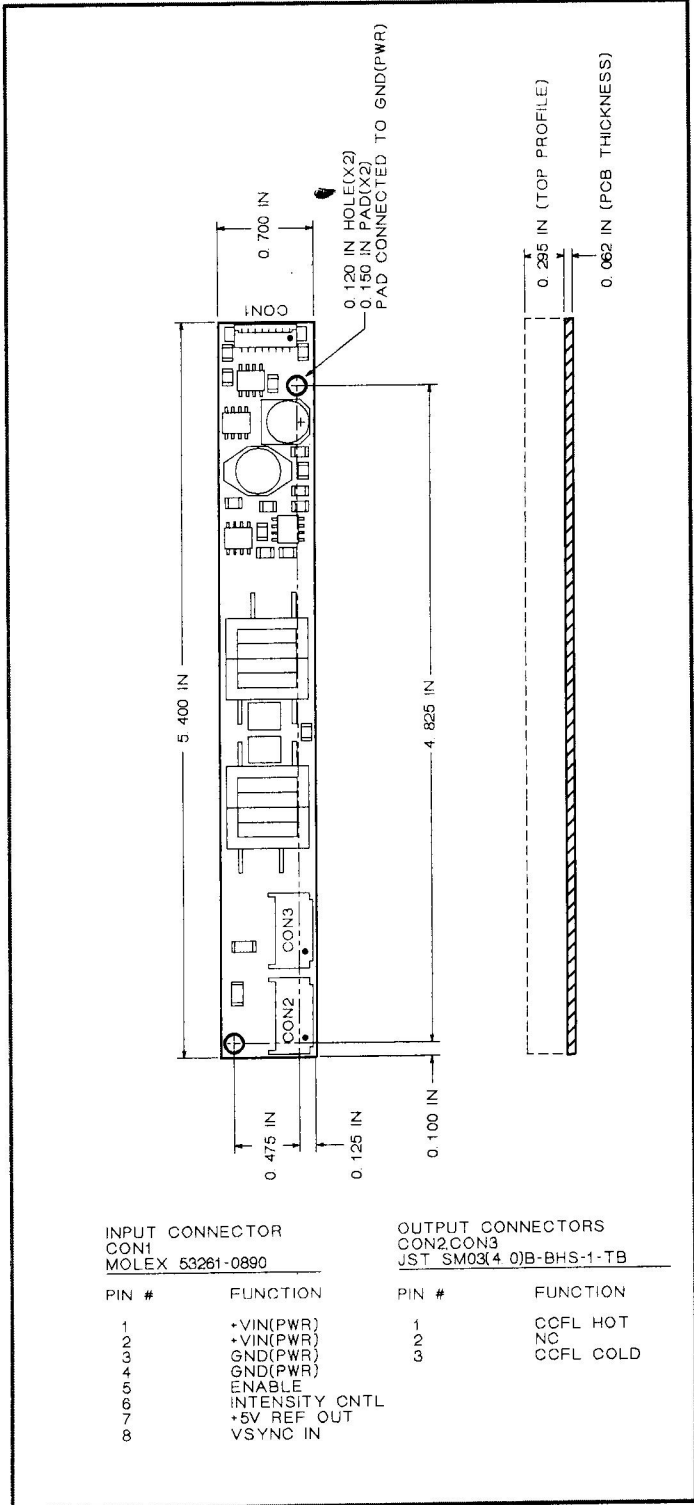 0.295 IN (TOP PROFILE)
0.062 IN (PCB THICKNESS)
0.700 IN
0.120 IN HOLE(X2)
0.150 IN PAD(X2)
PAD CONNECTED TO GND(PWR)
CON1
5.400 IN
4.825 IN
CON3
CON2
0.475 IN
0.125 IN
0.100 IN
INPUT CONNECTOR
CON1
MOLEX 53261-0890
PIN # FUNCTION
1 +VIN(PWR)
2 +VIN(PWR)
3 GND(PWR)
4 GND(PWR)
5 ENABLE
6 INTENSITY CNTL
7 +5V REF OUT
8 VSYNC IN
OUTPUT CONNECTORS
CON2,CON3
JST SM03(4.0)B-BHS-1-TB
PIN # FUNCTION
1 CCFL HOT
2 NC
3 CCFL COLD